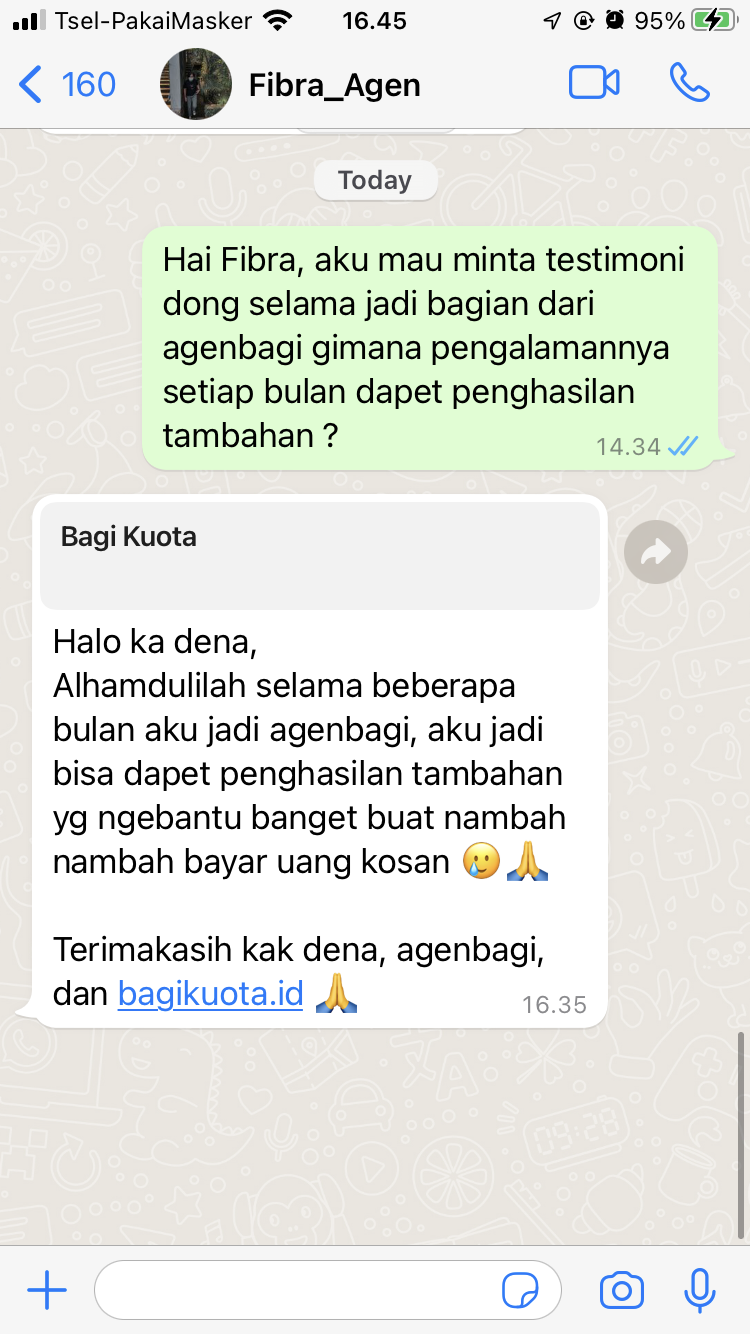 Tsel-PakaiMasker 16.45 95%
160 Fibra_Agen
Today
Hai Fibra, aku mau minta testimoni
dong selama jadi bagian dari
agenbagi gimana pengalamannya
setiap bulan dapet penghasilan
tambahan ?
14.34
Bagi Kuota
Halo ka dena,
Alhamdulilah selama beberapa
bulan aku jadi agenbagi, aku jadi
bisa dapet penghasilan tambahan
yg ngebantu banget buat nambah
nambah bayar uang kosan 🥲🙏
Terimakasih kak dena, agenbagi,
dan bagikuota.id 🙏
16.35